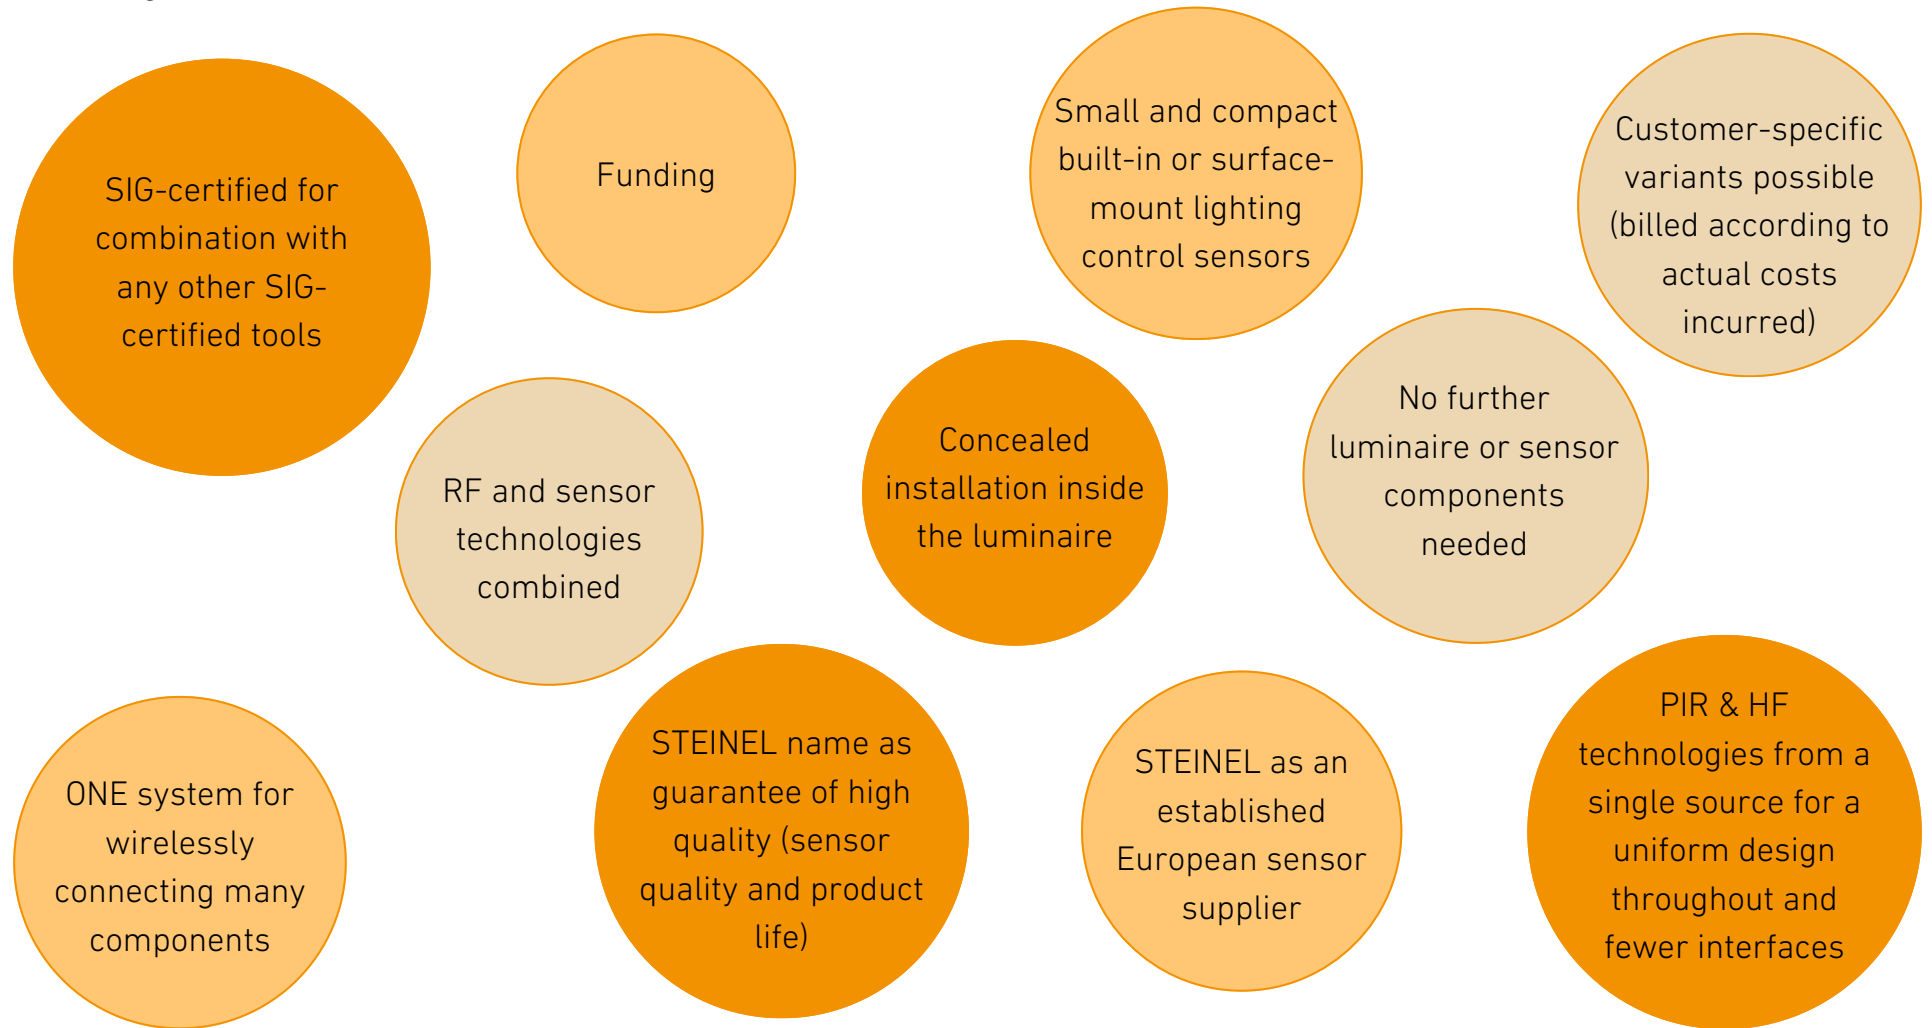 SIG-certified for
combination with
any other SIG-
certified tools
Funding
Small and compact
built-in or surface-
mount lighting
control sensors
Customer-specific
variants possible
(billed according to
actual costs
incurred)
RF and sensor
technologies
combined
Concealed
installation inside
the luminaire
No further
luminaire or sensor
components
needed
ONE system for
wirelessly
connecting many
components
STEINEL name as
guarantee of high
quality (sensor
quality and product
life)
STEINEL as an
established
European sensor
supplier
PIR & HF
technologies from a
single source for a
uniform design
throughout and
fewer interfaces